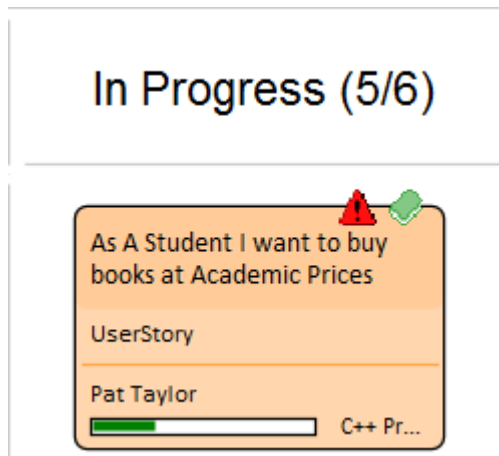 In Progress (5/6)
As A Student I want to buy
books at Academic Prices
UserStory
Pat Taylor
C++ Pr...